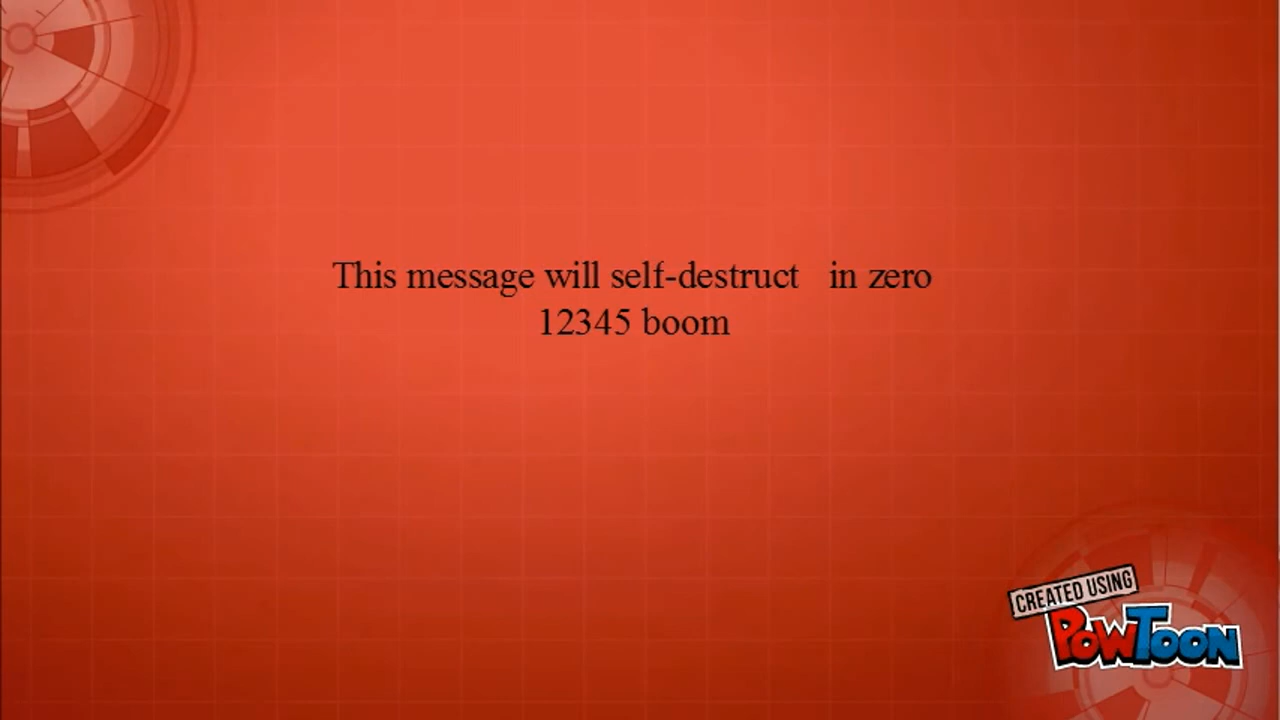 This message will self-destruct   in zero
12345 boom
CREATED USING
POWTOON